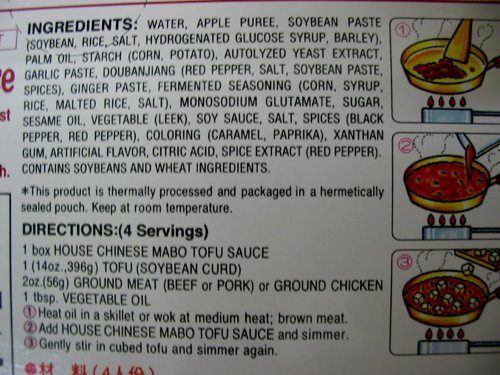 INGREDIENTS: WATER, APPLE PUREE, SOYBEAN PASTE
(SOYBEAN, RICE, SALT, HYDROGENATED GLUCOSE SYRUP, BARLEY),
PALM OIL, STARCH (CORN, POTATO), AUTOLYZED YEAST EXTRACT,
GARLIC PASTE, DOUBANJIANG (RED PEPPER, SALT, SOYBEAN PASTE,
SPICES), GINGER PASTE, FERMENTED SEASONING (CORN, SYRUP,
RICE, MALTED RICE, SALT), MONOSODIUM GLUTAMATE, SUGAR,
SESAME OIL, VEGETABLE (LEEK), SOY SAUCE, SALT, SPICES (BLACK
PEPPER, RED PEPPER), COLORING (CARAMEL, PAPRIKA), XANTHAN
GUM, ARTIFICIAL FLAVOR, CITRIC ACID, SPICE EXTRACT (RED PEPPER).
CONTAINS SOYBEANS AND WHEAT INGREDIENTS.
*This product is thermally processed and packaged in a hermetically
sealed pouch. Keep at room temperature.
DIRECTIONS:(4 Servings)
1 box HOUSE CHINESE MABO TOFU SAUCE
1 (14oz.,396g) TOFU (SOYBEAN CURD)
2oz.(56g) GROUND MEAT (BEEF or PORK) or GROUND CHICKEN
1 tbsp. VEGETABLE OIL
① Heat oil in a skillet or wok at medium heat; brown meat.
② Add HOUSE CHINESE MABO TOFU SAUCE and simmer.
③ Gently stir in cubed tofu and simmer again.
●材 料(4人份)
①
②
③